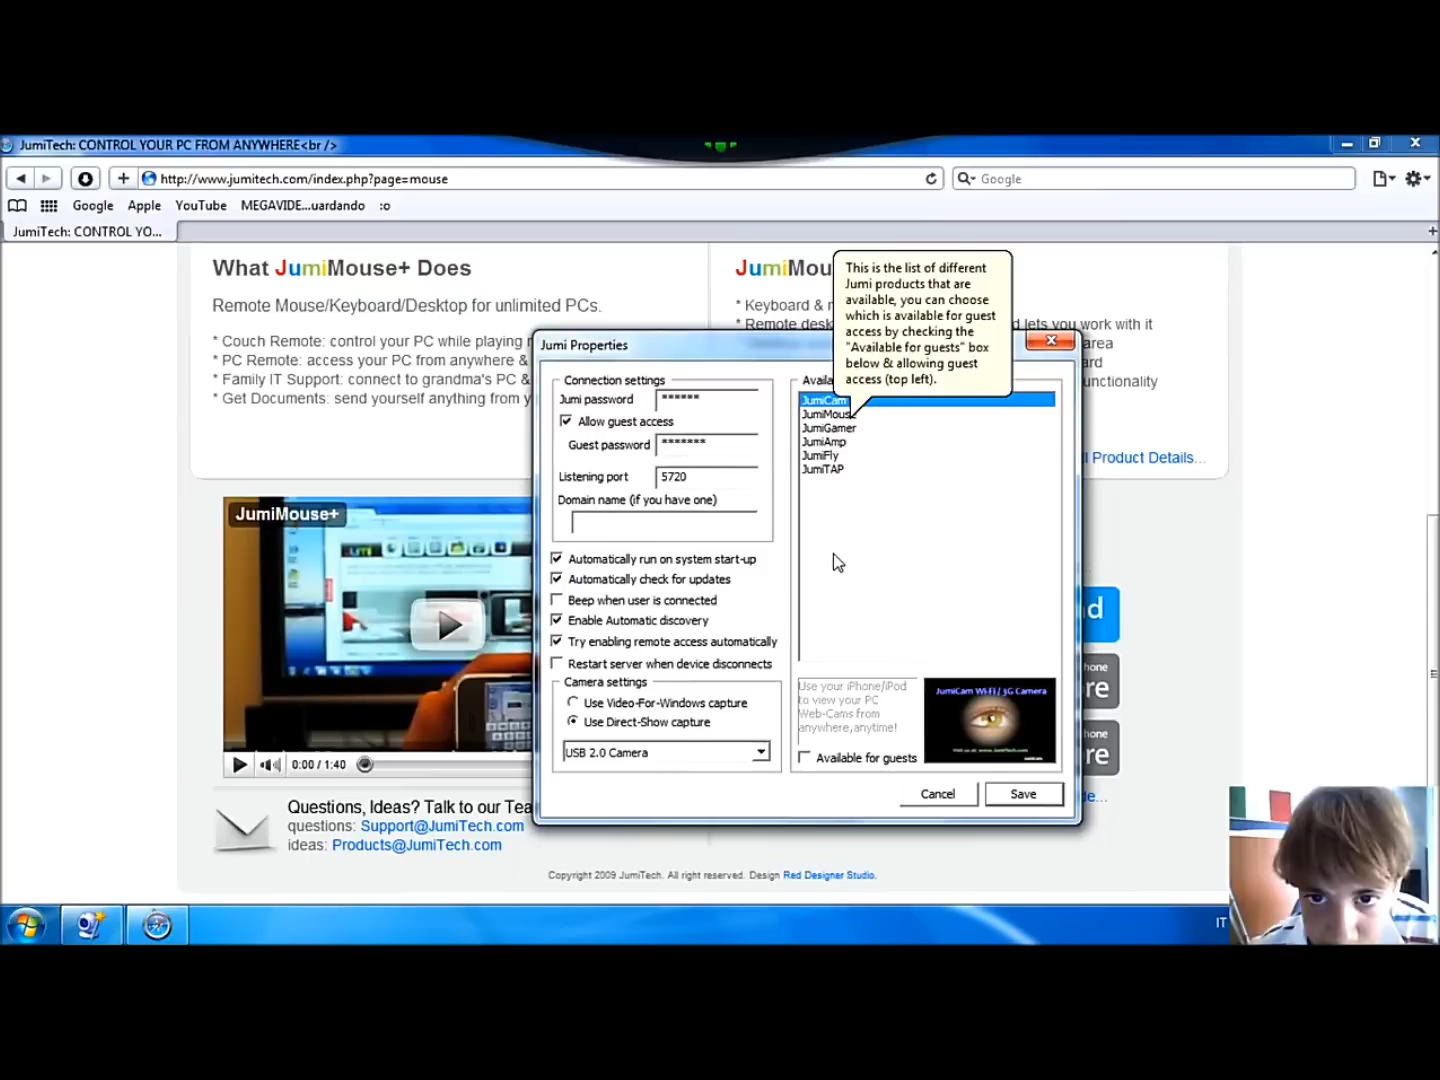 JumiTech: CONTROL YOUR PC FROM ANYWHERE<br />
http://www.jumitech.com/index.php?page=mouse
Google
Google
Apple
YouTube
MEGAVIDE...uardando
:o
JumiTech: CONTROL YO...
What JumiMouse+ Does
Remote Mouse/Keyboard/Desktop for unlimited PCs.
* Couch Remote: control your PC while playing
* PC Remote: access your PC from anywhere &
* Family IT Support: connect to grandma's PC &
* Get Documents: send yourself anything from
JumiMou
* Keyboard &
* Remote
lets you work with it
area
Product Details...
This is the list of different
Jumi products that are
available, you can choose
which is available for guest
access by checking the
"Available for guests" box
below & allowing guest
access (top left).
Jumi Properties
Connection settings
Jumi password ******
Allow guest access
Guest password *******
Listening port 5720
Domain name (if you have one)
Automatically run on system start-up
Automatically check for updates
Beep when user is connected
Enable Automatic discovery
Try enabling remote access automatically
Restart server when device disconnects
Camera settings
Use Video-For-Windows capture
Use Direct-Show capture
USB 2.0 Camera
JumiCam
JumiMouse
JumiGamer
JumiAmp
JumiFly
JumiTAP
Use your iPhone/iPod
to view your PC
Web-Cams from
anywhere,anytime!
JumiCam WI-FI / 3G Camera
Available for guests
Cancel
Save
JumiMouse+
0:00 / 1:40
Questions, Ideas? Talk to our Te
questions: Support@JumiTech.com
ideas: Products@JumiTech.com
Copyright 2009 JumiTech. All right reserved. Design Red Designer Studio.
IT